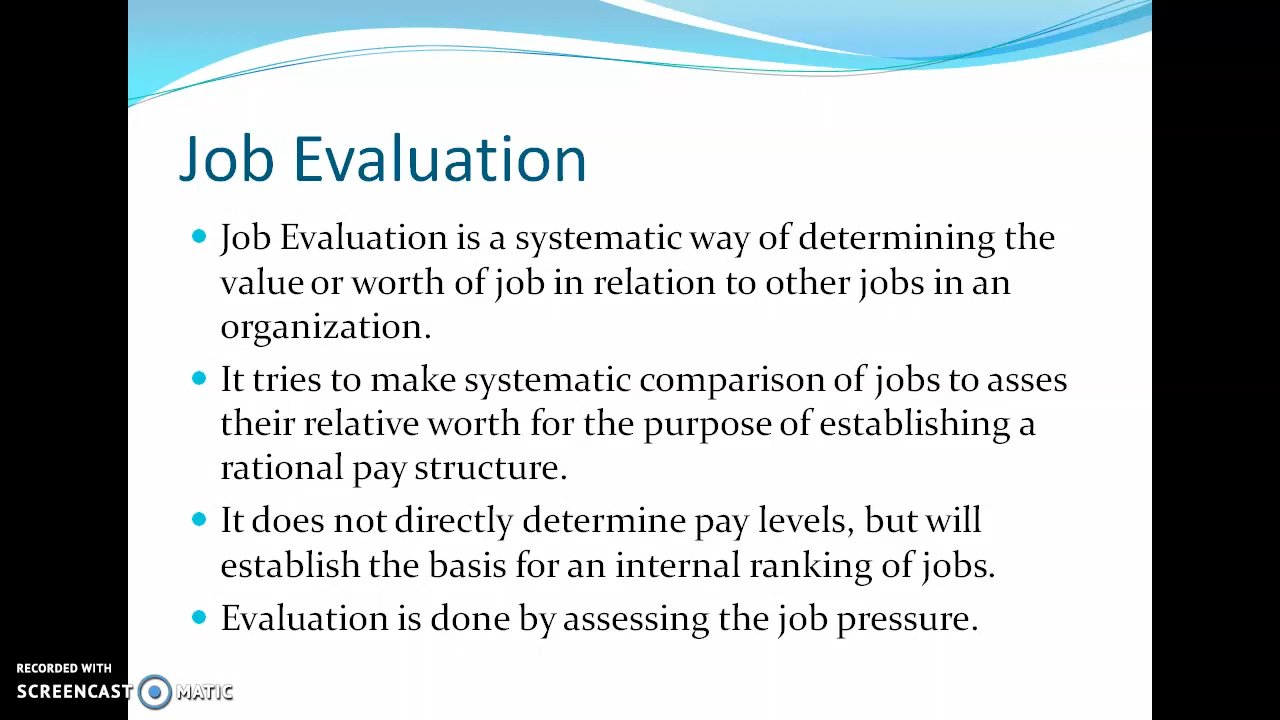 Job Evaluation
• Job Evaluation is a systematic way of determining the
value or worth of job in relation to other jobs in an
organization.
• It tries to make systematic comparison of jobs to asses
their relative worth for the purpose of establishing a
rational pay structure.
• It does not directly determine pay levels, but will
establish the basis for an internal ranking of jobs.
• Evaluation is done by assessing the job pressure.
RECORDED WITH
SCREENCAST MATIC